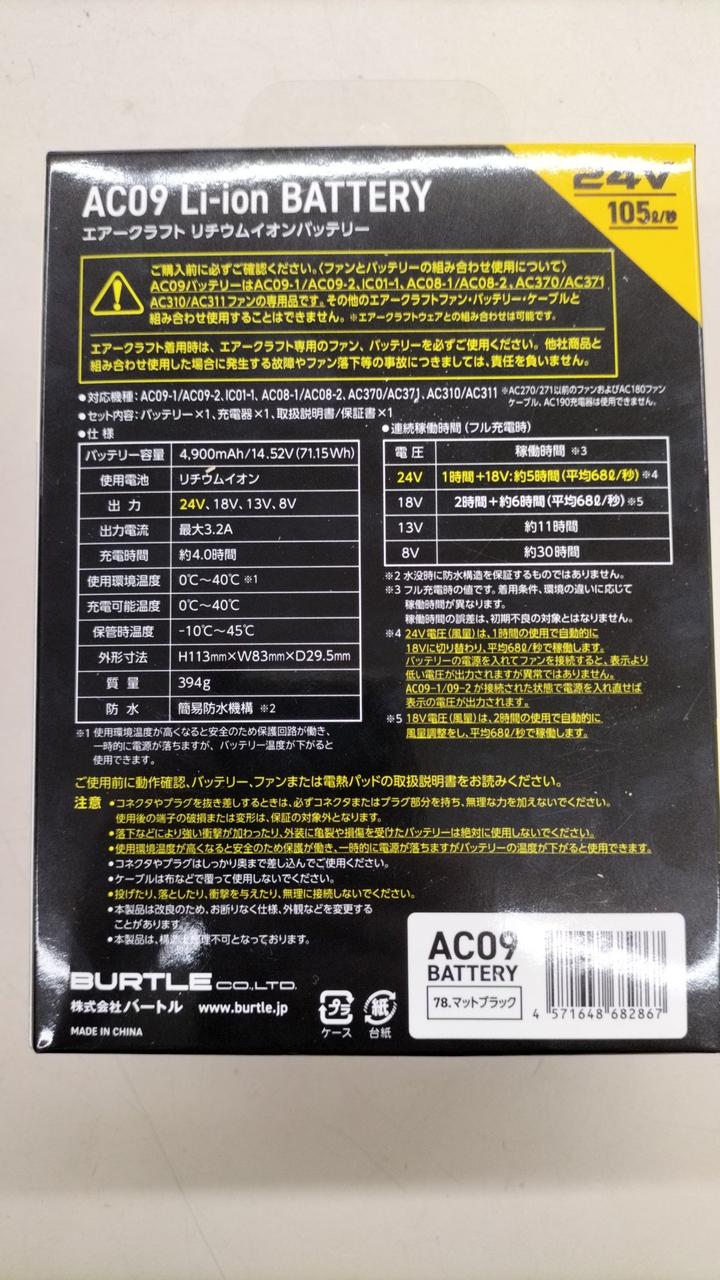 24V
105ℓ/秒
AC09 Li-ion BATTERY
エアークラフト リチウムイオンバッテリー
ご購入前に必ずご確認ください。〈ファンとバッテリーの組み合わせ使用について〉
AC09バッテリーはAC09-1/AC09-2、IC01-1、AC08-1/AC08-2、AC370/AC371
AC310/AC311ファンの専用品です。その他のエアークラフトファン・バッテリー・ケーブルと
組み合わせ使用することはできません。※エアークラフトウェアとの組み合わせは可能です。
エアークラフト着用時は、エアークラフト専用のファン、バッテリーを必ずご使用ください。他社商品と
組み合わせ使用した場合に発生する故障やファン落下等の事故につきましては、責任を負いません。
●対応機種：AC09-1/AC09-2、IC01-1、AC08-1/AC08-2、AC370/AC371、AC310/AC311 ※AC270/271以前のファンおよびAC180ファン
ケーブル、AC190充電器は使用できません。
●セット内容：バッテリー×1、充電器×1、取扱説明書/保証書×1
●仕様
バッテリー容量 4,900mAh/14.52V(71.15Wh)
使用電池 リチウムイオン
出力 24V、18V、13V、8V
出力電流 最大3.2A
充電時間 約4.0時間
使用環境温度 0℃〜40℃ ※1
充電可能温度 0℃〜40℃
保管時温度 -10℃〜45℃
外形寸法 H113mm×W83mm×D29.5mm
質量 394g
防水 簡易防水機構 ※2
※1 使用環境温度が高くなると安全のため保護回路が働き、
一時的に電源が落ちますが、バッテリー温度が下がると
使用できます。
●連続稼働時間（フル充電時）
電圧 稼働時間 ※3
24V 1時間＋18V：約5時間（平均68ℓ/秒）※4
18V 2時間＋約6時間（平均68ℓ/秒）※5
13V 約11時間
8V 約30時間
※2 水没時に防水構造を保証するものではありません。
※3 フル充電時の値です。着用条件、環境の違いに応じて
稼働時間が異なります。
稼働時間の誤差は、初期不良の対象とはなりません。
※4 24V電圧（風量）は、1時間の使用で自動的に
18Vに切り替わり、平均68ℓ/秒で稼働します。
バッテリーの電源を入れてファンを接続すると、表示より
低い電圧が出力されますが異常ではありません。
AC09-1/09-2が接続された状態で電源を入れ直せば
表示の電圧が出力されます。
※5 18V電圧（風量）は、2時間の使用で自動的に
風量調整をし、平均68ℓ/秒で稼働します。
ご使用前に動作確認、バッテリー、ファンまたは電熱パッドの取扱説明書をお読みください。
注意 ●コネクタやプラグを抜き差しするときは、必ずコネクタまたはプラグ部分を持ち、無理な力を加えないでください。
使用後の端子の破損または変形は、保証の対象外となります。
●落下などにより強い衝撃が加わったり、外装に亀裂や損傷を受けたバッテリーは絶対に使用しないでください。
●使用環境温度が高くなると安全のため保護が働き、一時的に電源が落ちますがバッテリーの温度が下がると使用できます。
●コネクタやプラグはしっかり奥まで差し込んでご使用ください。
●ケーブルは布などで覆って使用しないでください。
●投げたり、落としたり、衝撃を与えたり、無理に接続しないでください。
●本製品は改良のため、お断りなく仕様、外観などを変更する
ことがあります。
●本製品は、構造上修理不可となっております。
BURTLE CO.,LTD.
株式会社バートル www.burtle.jp
MADE IN CHINA
プラ
ケース
紙
台紙
AC09
BATTERY
78.マットブラック
4 571648 682867